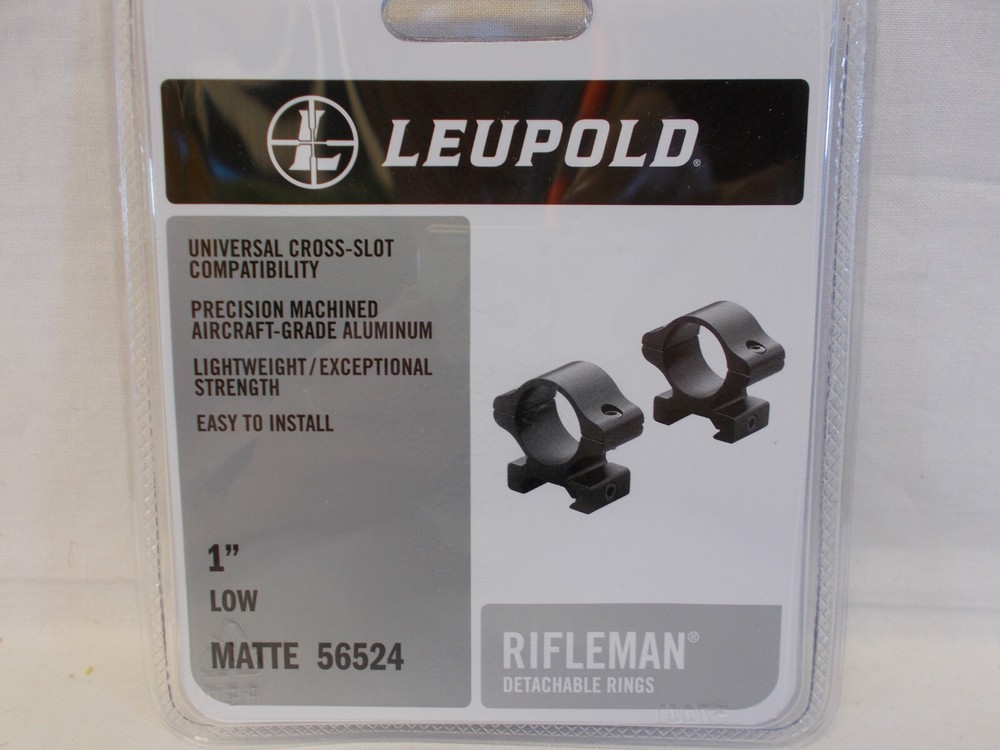 LEUPOLD®
UNIVERSAL CROSS-SLOT
COMPATIBILITY
PRECISION MACHINED
AIRCRAFT-GRADE ALUMINUM
LIGHTWEIGHT/EXCEPTIONAL
STRENGTH
EASY TO INSTALL
1”
LOW
MATTE 56524
RIFLEMAN®
DETACHABLE RINGS